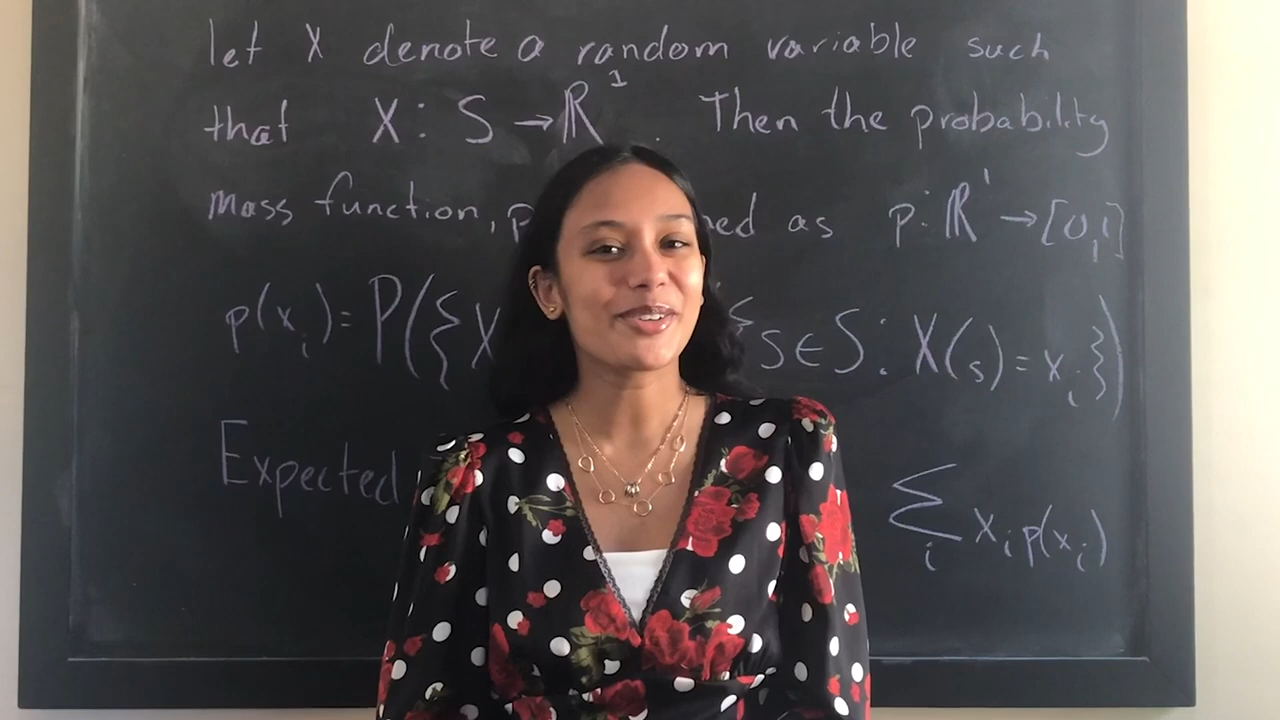 let X denote a random variable such
that X : S → ℝ¹ . Then the probability
mass function, p as p : ℝ¹ → [0,1]
p(xᵢ) = P({X {s ∈ S : X(s) = xᵢ})
Expected Σᵢ xᵢ p(xᵢ)